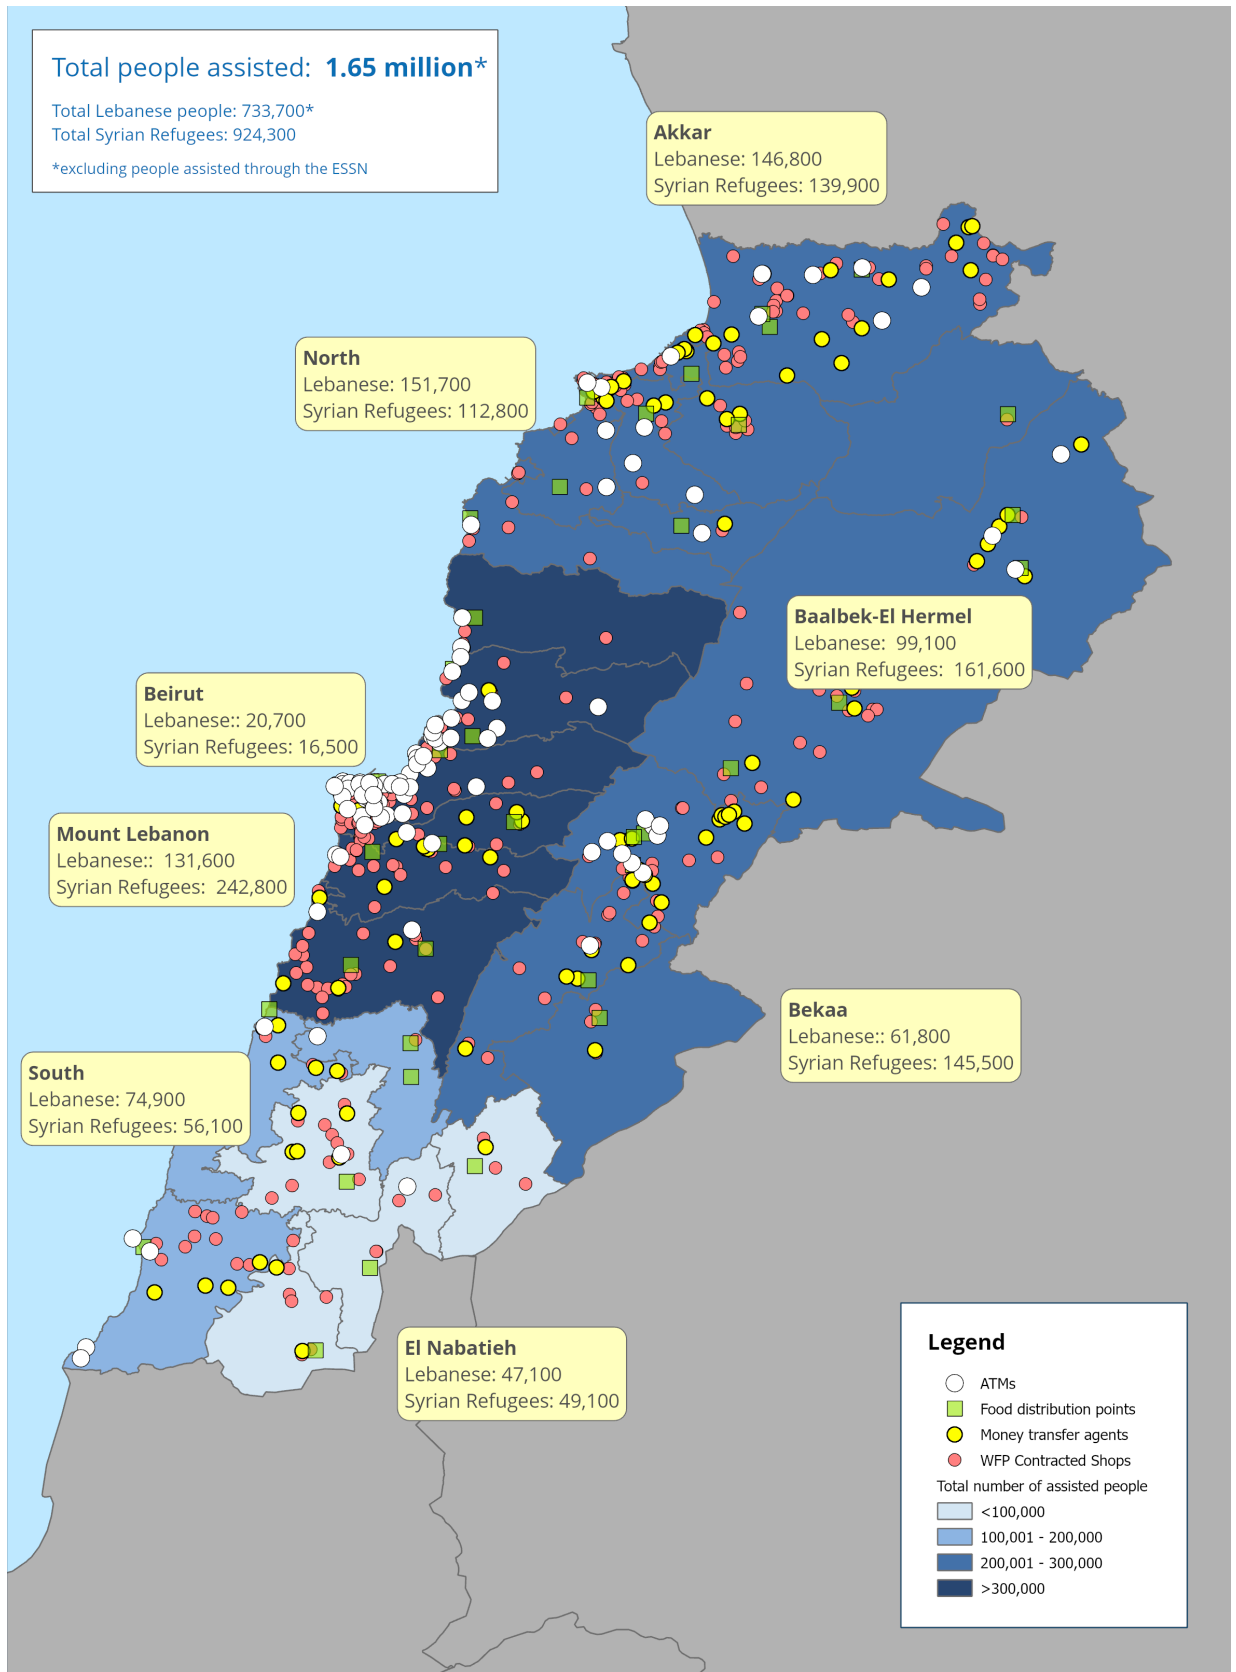 Total people assisted: 1.65 million*
Total Lebanese people: 733,700*
Total Syrian Refugees: 924,300
*excluding people assisted through the ESSN
Akkar
Lebanese: 146,800
Syrian Refugees: 139,900
North
Lebanese: 151,700
Syrian Refugees: 112,800
Baalbek-El Hermel
Lebanese: 99,100
Syrian Refugees: 161,600
Beirut
Lebanese:: 20,700
Syrian Refugees: 16,500
Mount Lebanon
Lebanese:: 131,600
Syrian Refugees: 242,800
Bekaa
Lebanese:: 61,800
Syrian Refugees: 145,500
South
Lebanese: 74,900
Syrian Refugees: 56,100
El Nabatieh
Lebanese: 47,100
Syrian Refugees: 49,100
Legend
ATMs
Food distribution points
Money transfer agents
WFP Contracted Shops
Total number of assisted people
<100,000
100,001 - 200,000
200,001 - 300,000
>300,000